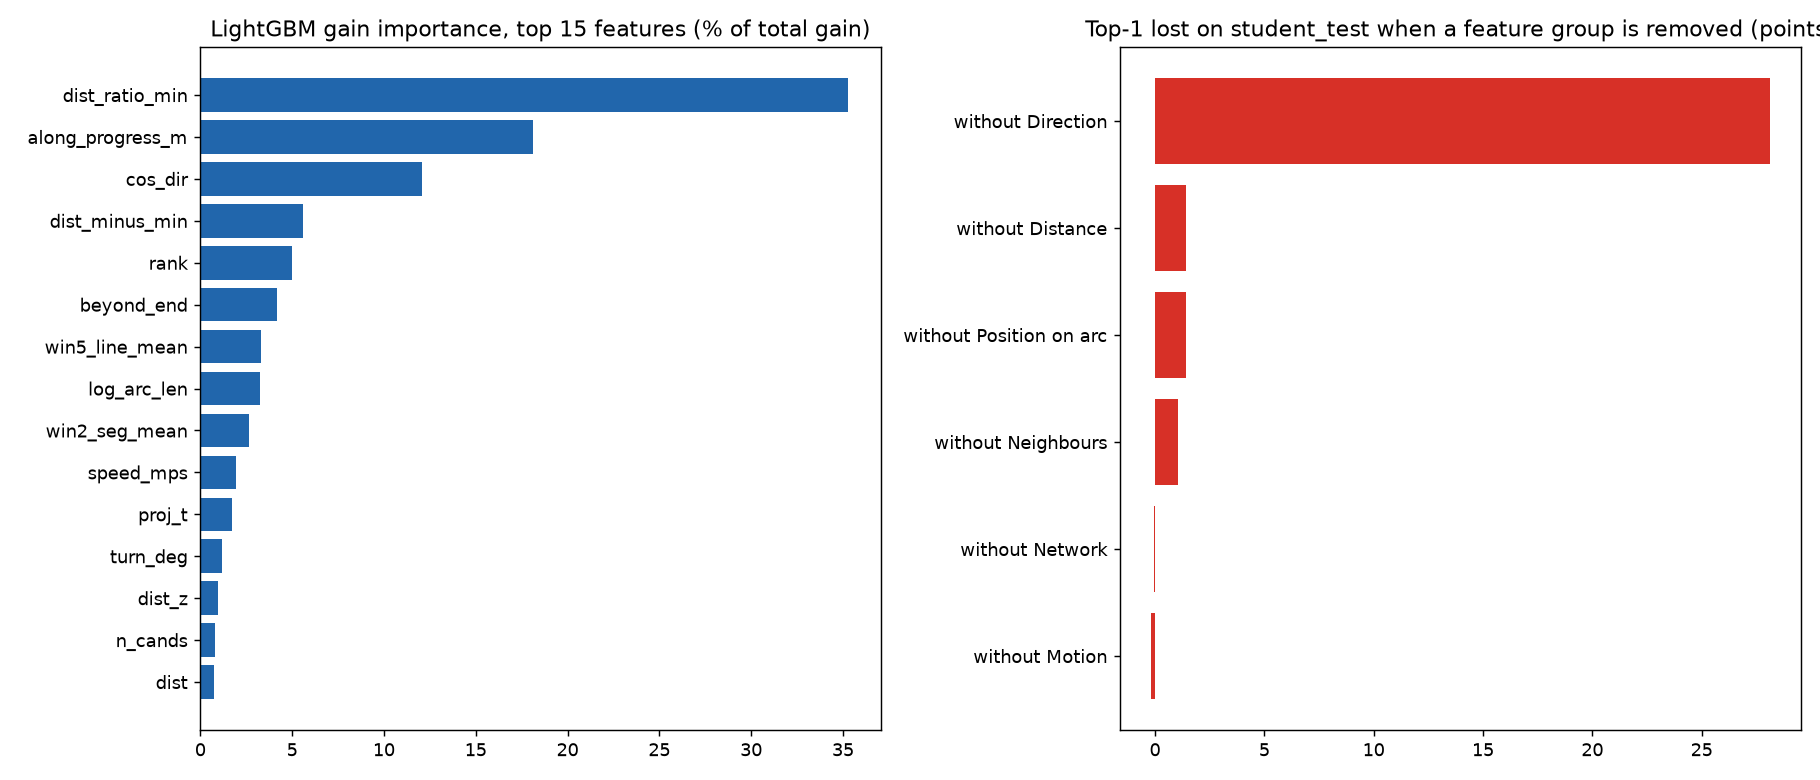 LightGBM gain importance, top 15 features (% of total gain)
dist_ratio_min
along_progress_m
cos_dir
dist_minus_min
rank
beyond_end
win5_line_mean
log_arc_len
win2_seg_mean
speed_mps
proj_t
turn_deg
dist_z
n_cands
dist
0 5 10 15 20 25 30 35
Top-1 lost on student_test when a feature group is removed (points
without Direction
without Distance
without Position on arc
without Neighbours
without Network
without Motion
0 5 10 15 20 25